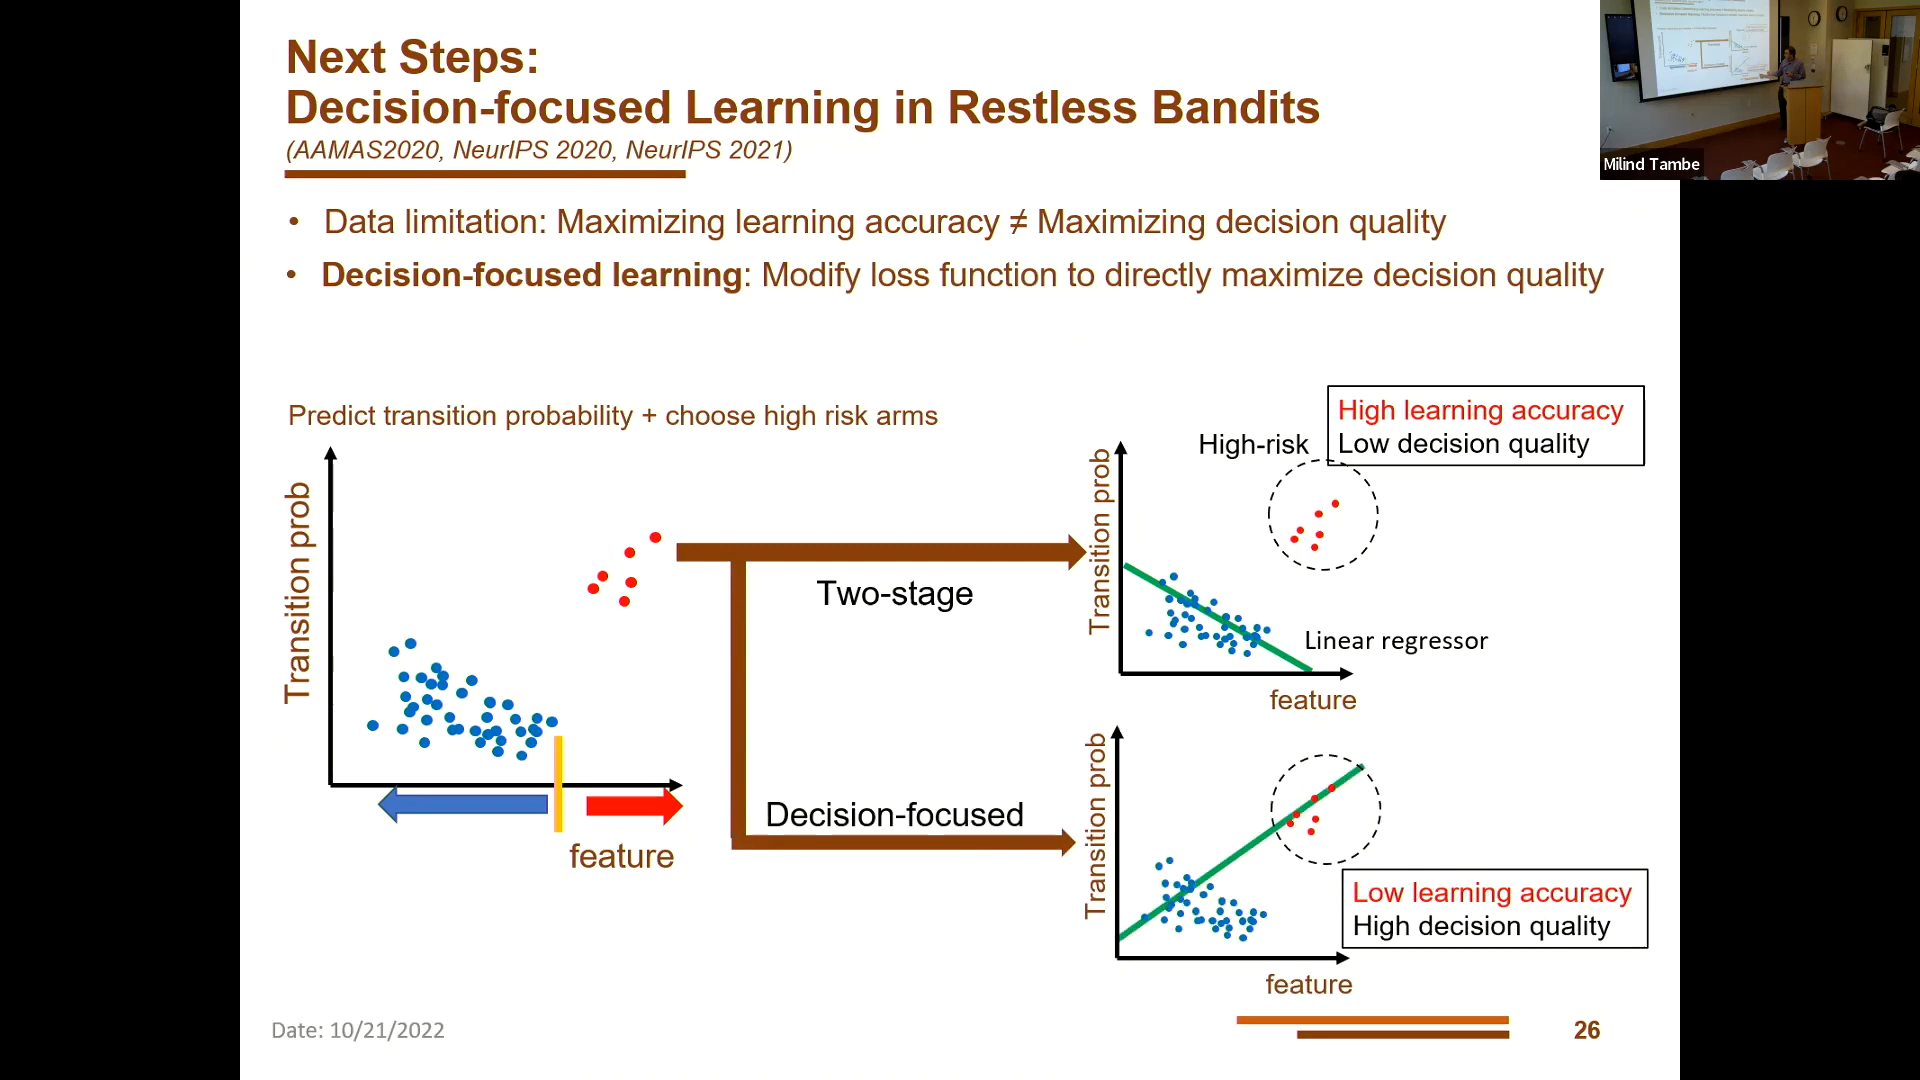 Next Steps:
Decision-focused Learning in Restless Bandits
(AAMAS2020, NeurIPS 2020, NeurIPS 2021)
Milind Tambe
• Data limitation: Maximizing learning accuracy ≠ Maximizing decision quality
• Decision-focused learning: Modify loss function to directly maximize decision quality
Predict transition probability + choose high risk arms
Transition prob
feature
Two-stage
Decision-focused
High-risk
High learning accuracy
Low decision quality
Transition prob
Linear regressor
feature
Transition prob
Low learning accuracy
High decision quality
feature
Date: 10/21/2022
26